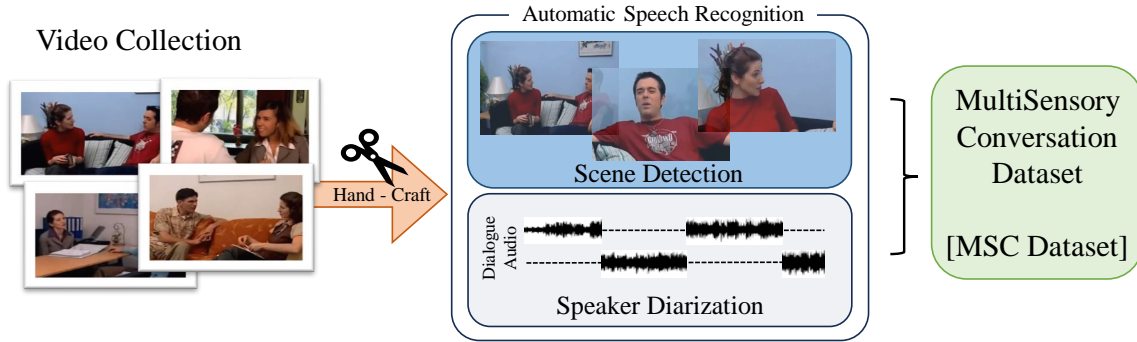 Automatic Speech Recognition
Video Collection
Hand - Craft
Scene Detection
Dialogue
Audio
Speaker Diarization
MultiSensory
Conversation
Dataset
[MSC Dataset]